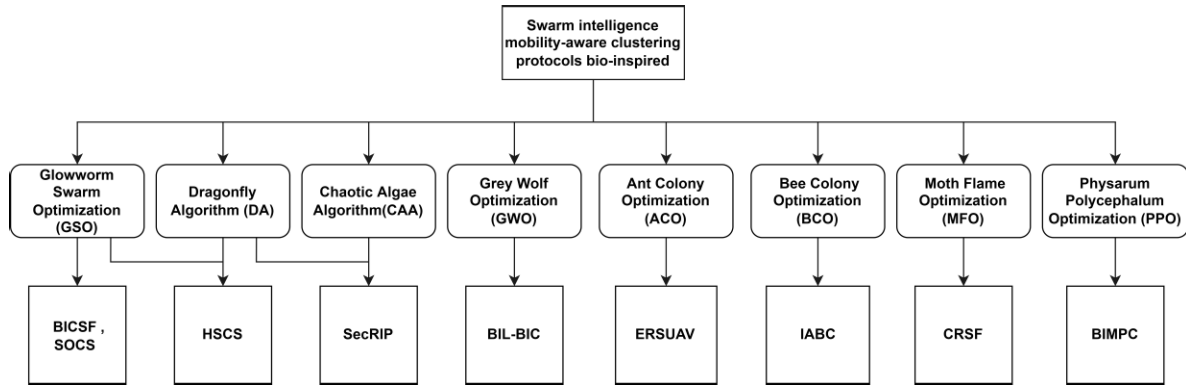 Swarm intelligence
mobility-aware clustering
protocols bio-inspired
Glowworm
Swarm
Optimization
(GSO)
Dragonfly
Algorithm (DA)
Chaotic Algae
Algorithm(CAA)
Grey Wolf
Optimization
(GWO)
Ant Colony
Optimization
(ACO)
Bee Colony
Optimization
(BCO)
Moth Flame
Optimization
(MFO)
Physarum
Polycephalum
Optimization (PPO)
BICSF ,
SOCS
HSCS
SecRIP
BIL-BIC
ERSUAV
IABC
CRSF
BIMPC